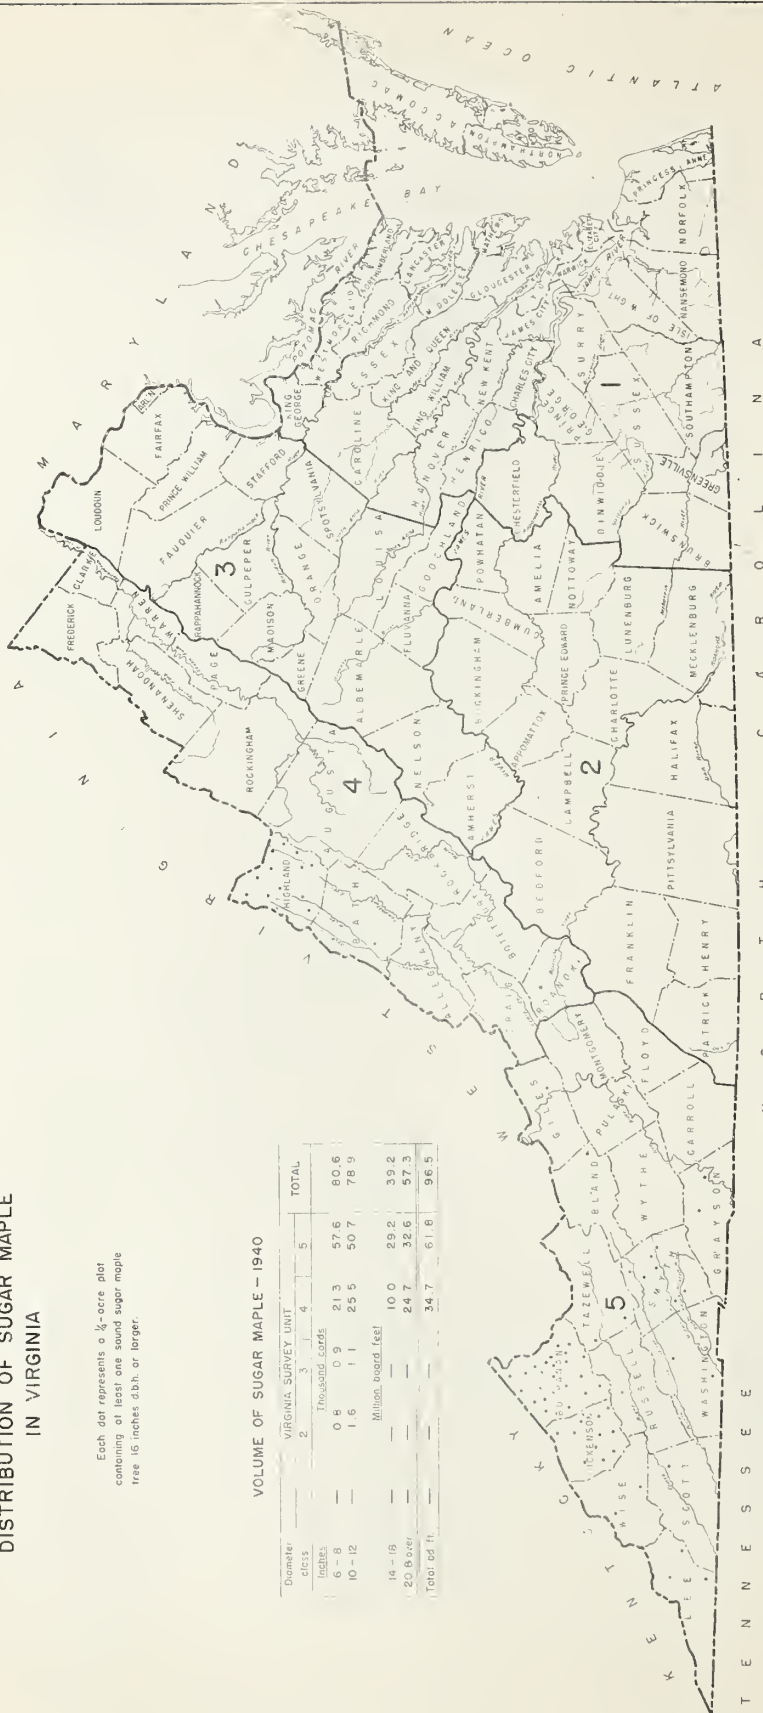 DISTRIBUTION OF SUGAR MAPLE
IN VIRGINIA
Each dot represents a ¼-acre plot
containing at least one sound sugar maple
tree 16 inches d.b.h. or larger.
VOLUME OF SUGAR MAPLE – 1940
Diameter VIRGINIA SURVEY UNIT TOTAL
class 1 2 3 4 5
Inches Thousand cords
6 - 8 — 0.8 0.9 21.3 57.6 80.6
10 - 12 — 1.6 1.1 25.5 50.7 78.9
Million board feet
14 - 18 — — — 10.0 29.2 39.2
20 & over — — — 24.7 32.6 57.3
Total bd. ft. — — — 34.7 61.8 96.5
WEST VIRGINIA
MARYLAND
KENTUCKY
TENNESSEE
CAROLINA
ATLANTIC OCEAN
CHESAPEAKE BAY
POTOMAC RIVER
JAMES RIVER
1
2
3
4
5
FREDERICK
CLARKE
LOUDOUN
WARREN
SHENANDOAH
PAGE
RAPPAHANNOCK
FAUQUIER
PRINCE WILLIAM
FAIRFAX
STAFFORD
CULPEPER
MADISON
ROCKINGHAM
GREENE
ORANGE
SPOTSYLVANIA
KING GEORGE
WESTMORELAND
NORTHUMBERLAND
RICHMOND
LANCASTER
ESSEX
CAROLINE
KING AND QUEEN
KING WILLIAM
MIDDLESEX
MATHEWS
GLOUCESTER
ACCOMAC
NORTHAMPTON
HIGHLAND
AUGUSTA
ALBEMARLE
LOUISA
HANOVER
NEW KENT
HENRICO
CHARLES CITY
JAMES CITY
WARWICK
ELIZABETH CITY
BATH
ROCKBRIDGE
NELSON
FLUVANNA
GOOCHLAND
POWHATAN
CHESTERFIELD
PRINCE GEORGE
SURRY
ISLE OF WIGHT
NANSEMOND
NORFOLK
PRINCESS ANNE
ALLEGHANY
BOTETOURT
AMHERST
BUCKINGHAM
CUMBERLAND
AMELIA
DINWIDDIE
SUSSEX
SOUTHAMPTON
CRAIG
ROANOKE
BEDFORD
CAMPBELL
APPOMATTOX
PRINCE EDWARD
NOTTOWAY
LUNENBURG
BRUNSWICK
GREENSVILLE
GILES
MONTGOMERY
FRANKLIN
PITTSYLVANIA
HALIFAX
CHARLOTTE
MECKLENBURG
BLAND
PULASKI
FLOYD
PATRICK
HENRY
BUCHANAN
TAZEWELL
WYTHE
CARROLL
DICKENSON
RUSSELL
SMYTH
GRAYSON
WISE
LEE
SCOTT
WASHINGTON